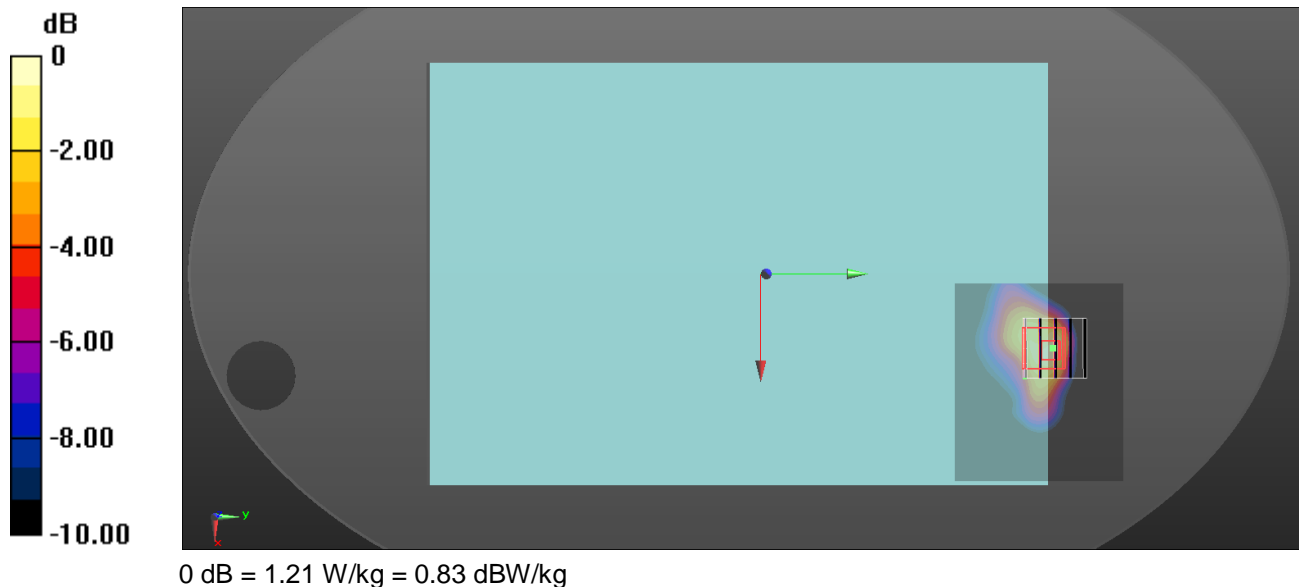 dB
0
-2.00
-4.00
-6.00
-8.00
-10.00
y
x
0 dB = 1.21 W/kg = 0.83 dBW/kg